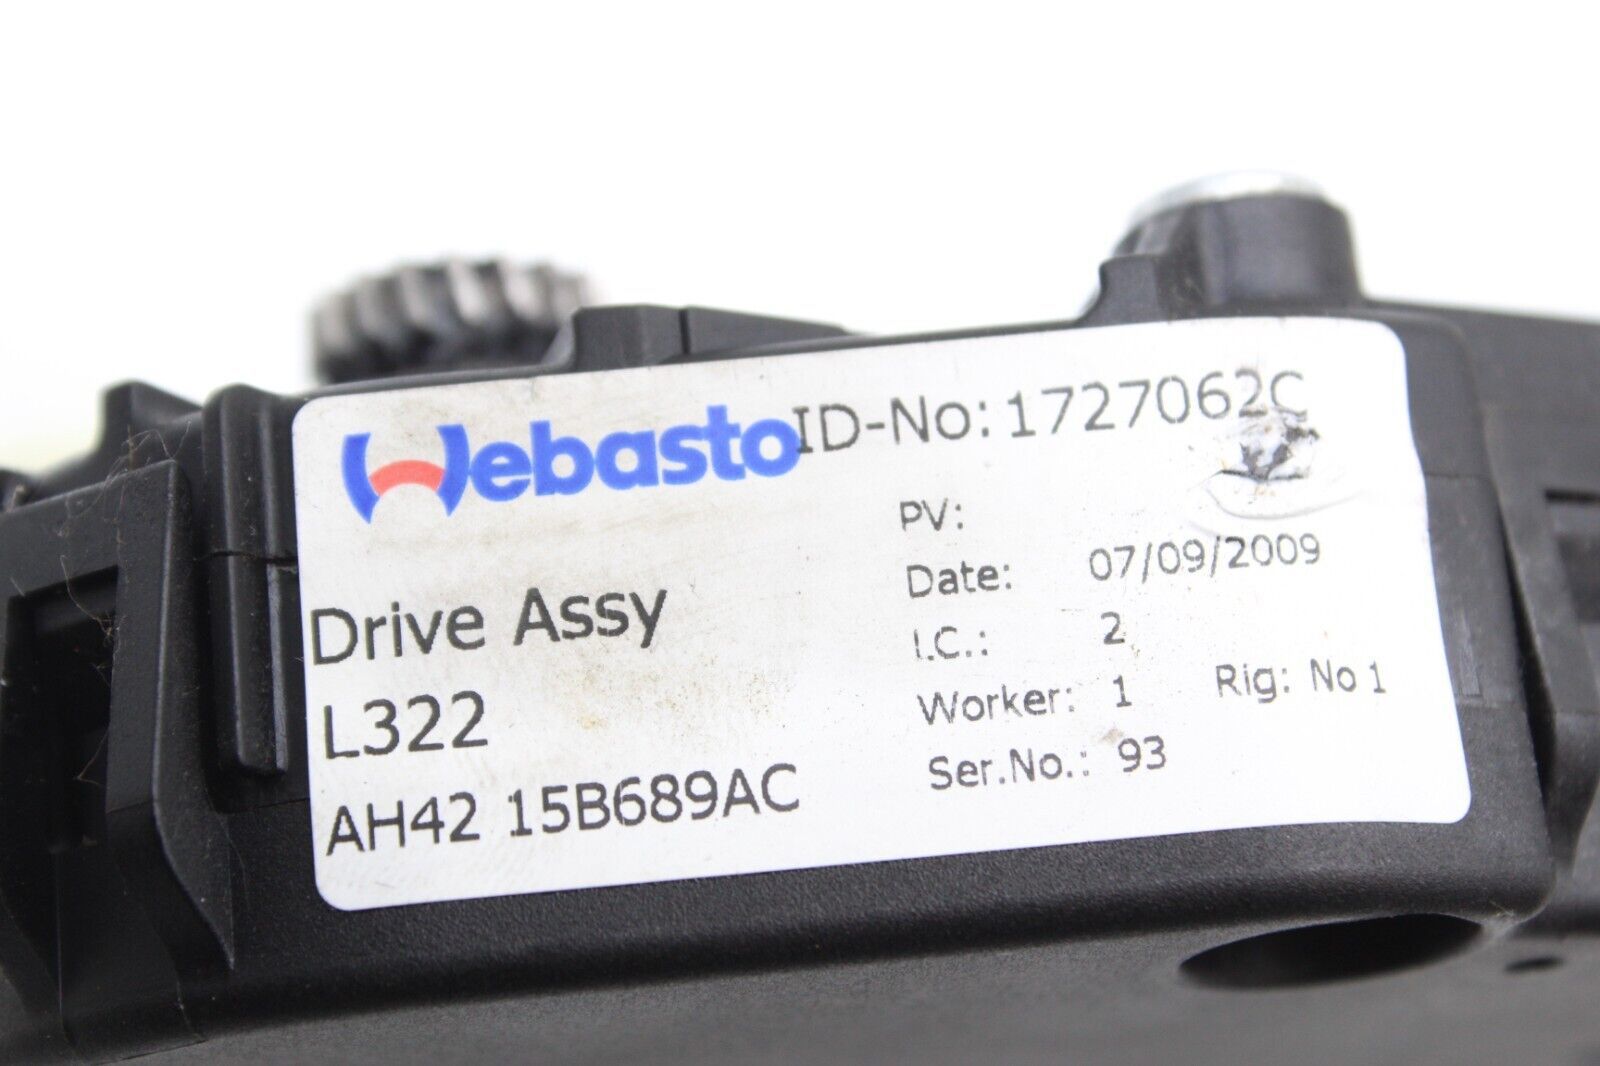 Webasto ID-No: 1727062C
PV:
Date: 07/09/2009
I.C.: 2
Worker: 1 Rig: No 1
Ser.No.: 93
Drive Assy
L322
AH42 15B689AC